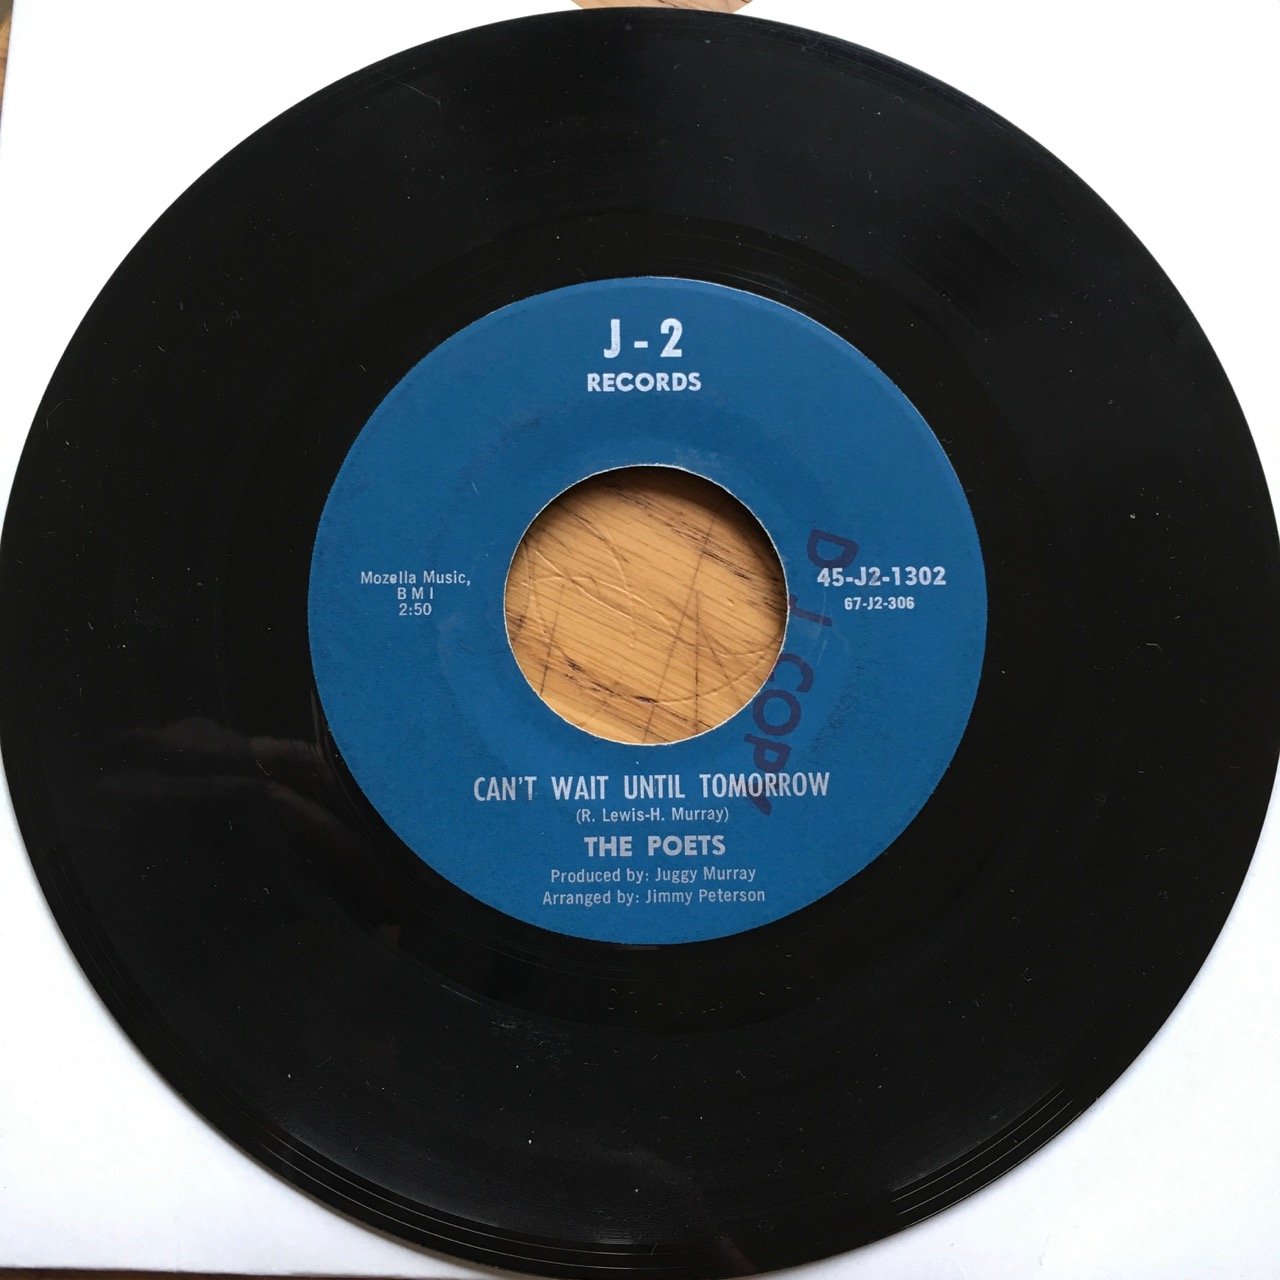 J-2
RECORDS
Mozella Music,
B M I
2:50
45-J2-1302
67-J2-306
D J COPY
CAN'T WAIT UNTIL TOMORROW
(R. Lewis-H. Murray)
THE POETS
Produced by: Juggy Murray
Arranged by: Jimmy Peterson